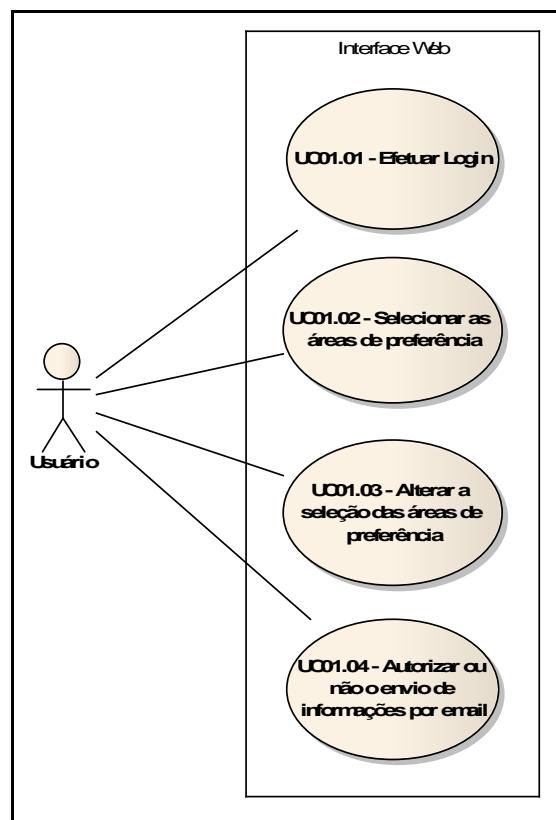 Interface Web
UC01.01 - Efetuar Login
UC01.02 - Selecionar as
áreas de preferência
Usuário
UC01.03 - Alterar a
seleção das áreas de
preferência
UC01.04 - Autorizar ou
não o envio de
informações por email